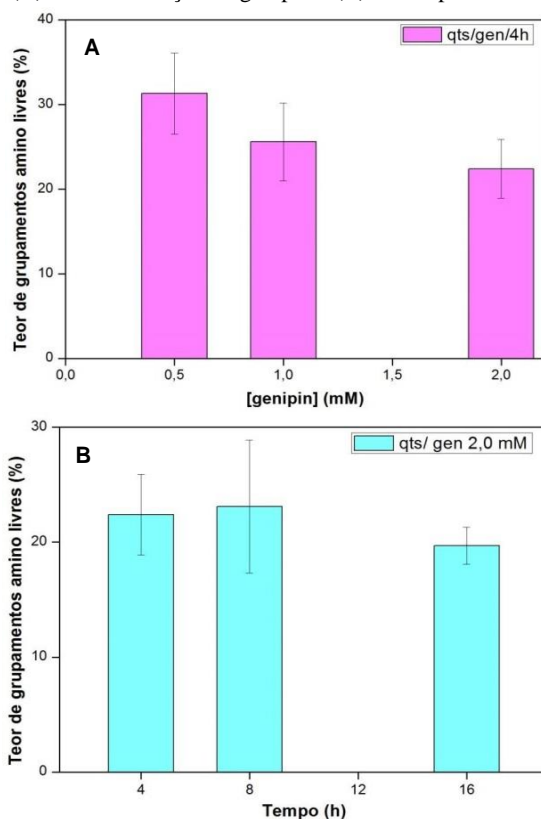 A
qts/gen/4h
Teor de grupamentos amino livres (%)
40
30
20
10
0
0,0
0,5
1,0
1,5
2,0
[genipin] (mM)
B
qts/ gen 2,0 mM
Teor de grupamentos amino livres (%)
30
20
10
0
4
8
12
16
Tempo (h)